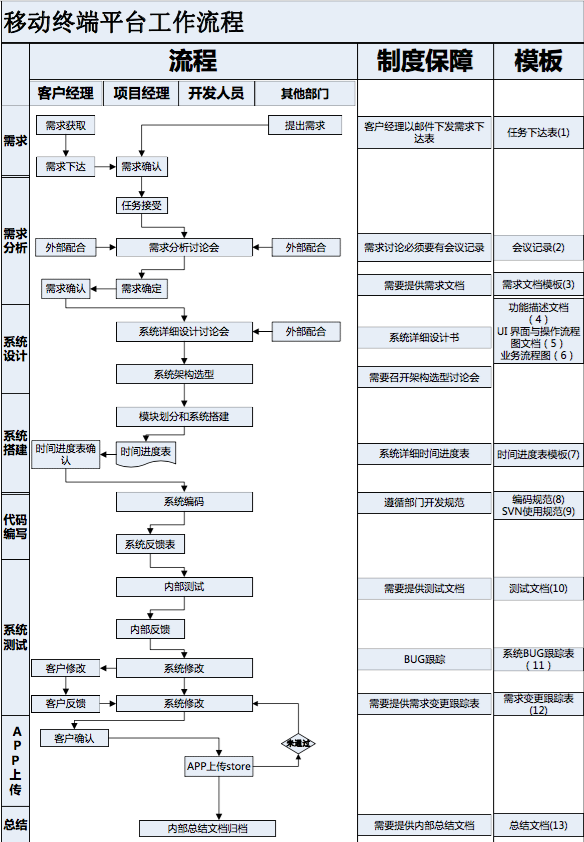 移动终端平台工作流程
流程
制度保障
模板
客户经理
项目经理
开发人员
其他部门
需求
需求获取
提出需求
客户经理以邮件下发需求下
达表
任务下达表(1)
需求下达
需求确认
任务接受
需求
分析
外部配合
需求分析讨论会
外部配合
需求讨论必须要有会议记录
会议记录(2)
需求确认
需求确定
需要提供需求文档
需求文档模板(3)
系统
设计
系统详细设计讨论会
外部配合
系统详细设计书
功能描述文档
（4）
UI 界面与操作流程
图文档（5）
业务流程图（6）
系统架构选型
需要召开架构选型讨论会
系统
搭建
模块划分和系统搭建
时间进度表确
认
时间进度表
系统详细时间进度表
时间进度表模板(7)
代码
编写
系统编码
遵循部门开发规范
编码规范(8)
SVN使用规范(9)
系统反馈表
系统
测试
内部测试
需要提供测试文档
测试文档(10)
内部反馈
客户修改
系统修改
BUG跟踪
系统BUG跟踪表
（11）
客户反馈
系统修改
需要提供需求变更跟踪表
需求变更跟踪表
(12)
A
P
P
上
传
客户确认
未通过
APP上传store
总结
内部总结文档归档
需要提供内部总结文档
总结文档(13)